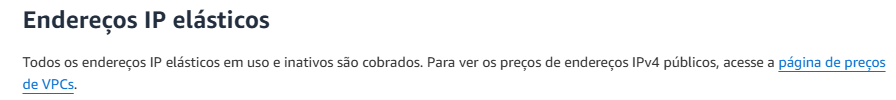 Endereços IP elásticos
Todos os endereços IP elásticos em uso e inativos são cobrados. Para ver os preços de endereços IPv4 públicos, acesse a página de preços
de VPCs.